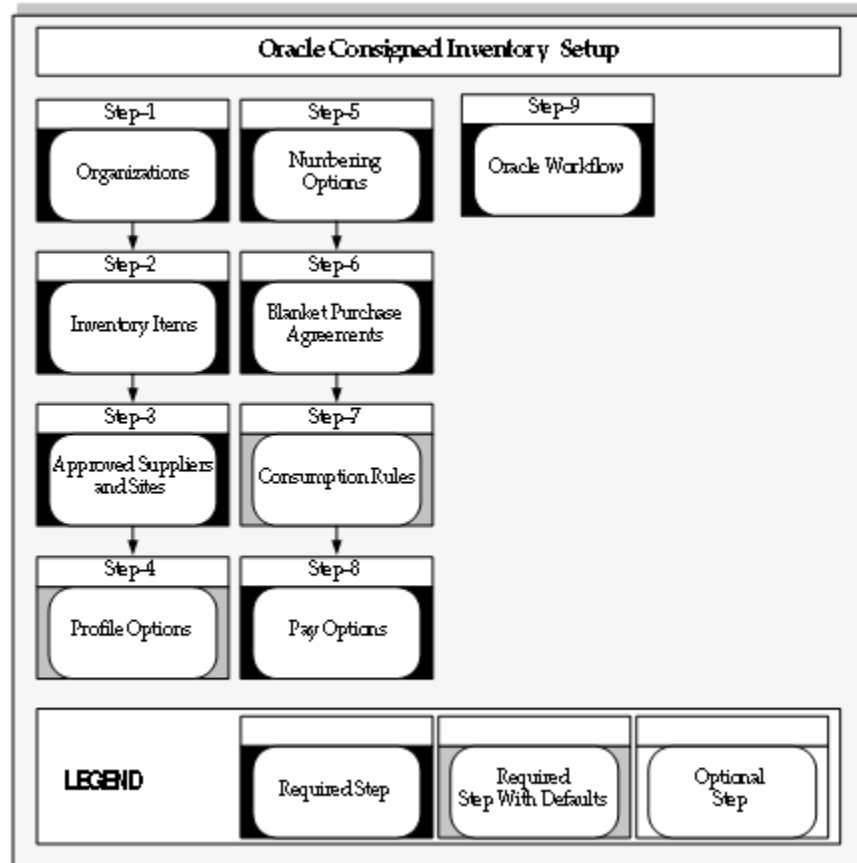 Oracle Consigned Inventory Setup
Step-1
Organizations
Step-2
Inventory Items
Step-3
Approved Suppliers
and Sites
Step-4
Profile Options
Step-5
Numbering
Options
Step-6
Blanket Purchase
Agreements
Step-7
Consumption Rules
Step-8
Pay Options
Step-9
Oracle Workflow
LEGEND
Required Step
Required
Step With Defaults
Optional
Step